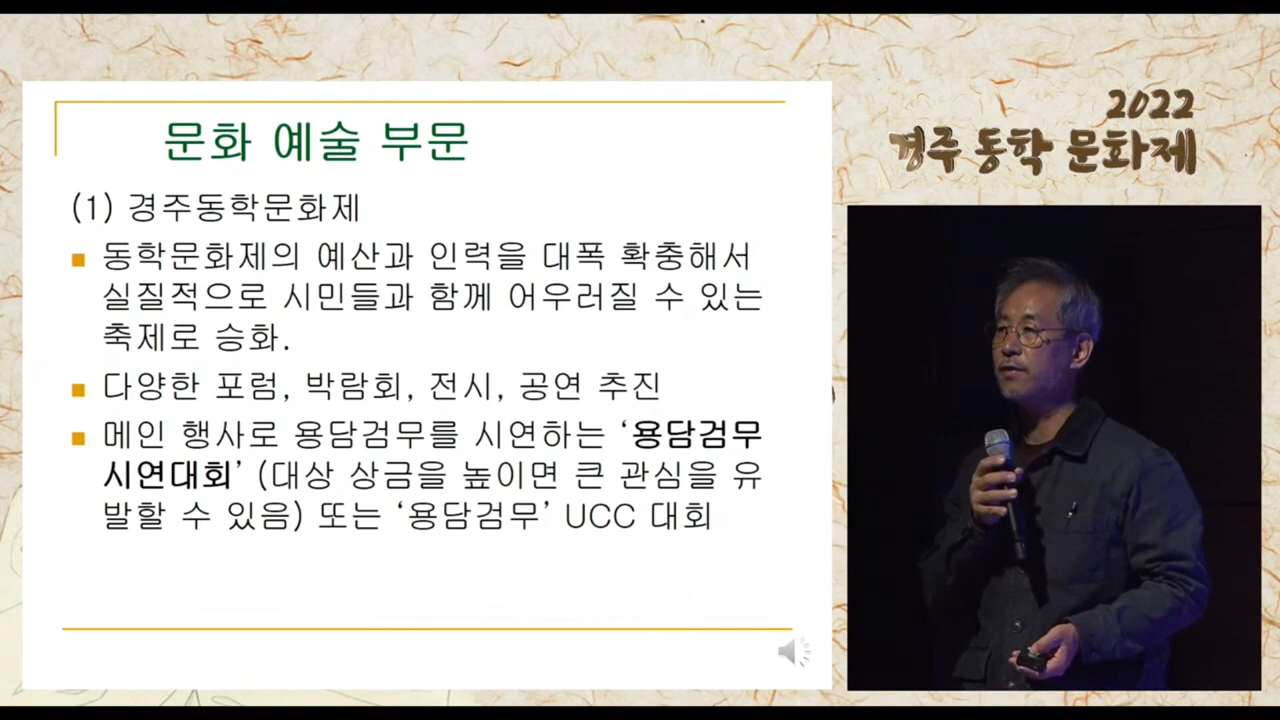 문화 예술 부문
(1) 경주동학문화제
■ 동학문화제의 예산과 인력을 대폭 확충해서
실질적으로 시민들과 함께 어우러질 수 있는
축제로 승화.
■ 다양한 포럼, 박람회, 전시, 공연 추진
■ 메인 행사로 용담검무를 시연하는 ‘용담검무
시연대회’ (대상 상금을 높이면 큰 관심을 유
발할 수 있음) 또는 ‘용담검무’ UCC 대회
2022
경주 동학 문화제